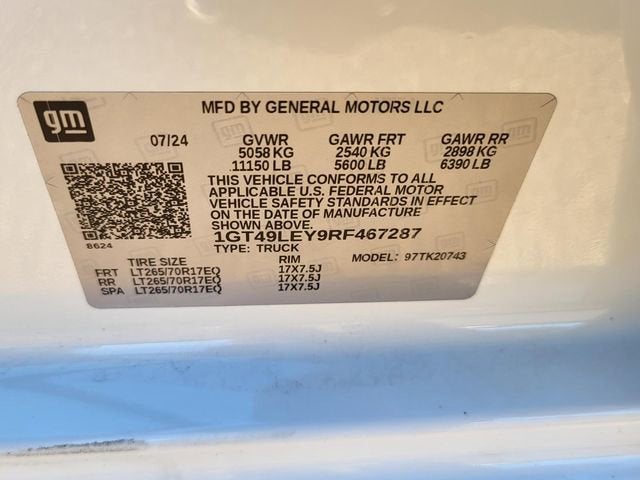 gm
MFD BY GENERAL MOTORS LLC
07/24 GVWR GAWR FRT GAWR RR
5058 KG 2540 KG 2898 KG
11150 LB 5600 LB 6390 LB
THIS VEHICLE CONFORMS TO ALL
APPLICABLE U.S. FEDERAL MOTOR
VEHICLE SAFETY STANDARDS IN EFFECT
ON THE DATE OF MANUFACTURE
SHOWN ABOVE.
8624
1GT49LEY9RF467287
TYPE: TRUCK MODEL: 97TK20743
TIRE SIZE RIM
FRT LT265/70R17EQ 17X7.5J
RR LT265/70R17EQ 17X7.5J
SPA LT265/70R17EQ 17X7.5J